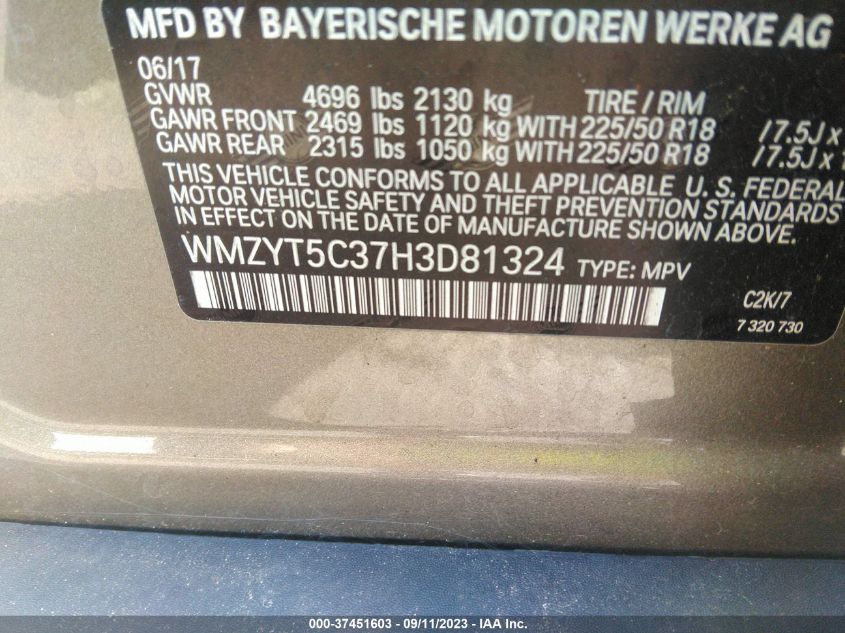 MFD BY BAYERISCHE MOTOREN WERKE AG
06/17
GVWR 4696 lbs 2130 kg TIRE / RIM
GAWR FRONT 2469 lbs 1120 kg WITH 225/50 R18 / 7.5J x
GAWR REAR 2315 lbs 1050 kg WITH 225/50 R18 / 7.5J x
THIS VEHICLE CONFORMS TO ALL APPLICABLE U. S. FEDERAL
MOTOR VEHICLE SAFETY AND THEFT PREVENTION STANDARDS
IN EFFECT ON THE DATE OF MANUFACTURE SHOWN ABOVE.
WMZYT5C37H3D81324 TYPE: MPV
C2K/7
7 320 730
000-37451603 - 09/11/2023 - IAA Inc.